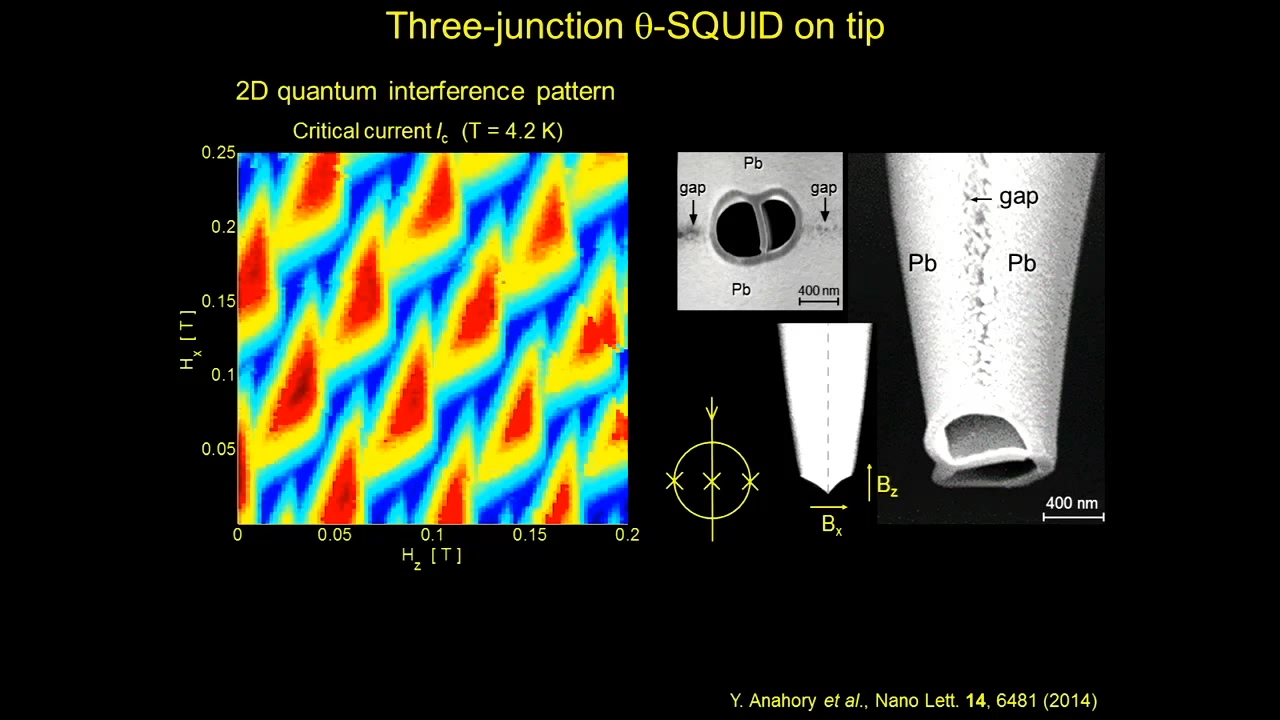 Three-junction θ-SQUID on tip
2D quantum interference pattern
Critical current Ic (T = 4.2 K)
0.25
0.2
0.15
0.1
0.05
Hx [ T ]
0
0.05
0.1
0.15
0.2
Hz [ T ]
Pb
gap
gap
Pb
400 nm
gap
Pb
Pb
400 nm
Bz
Bx
Y. Anahory et al., Nano Lett. 14, 6481 (2014)